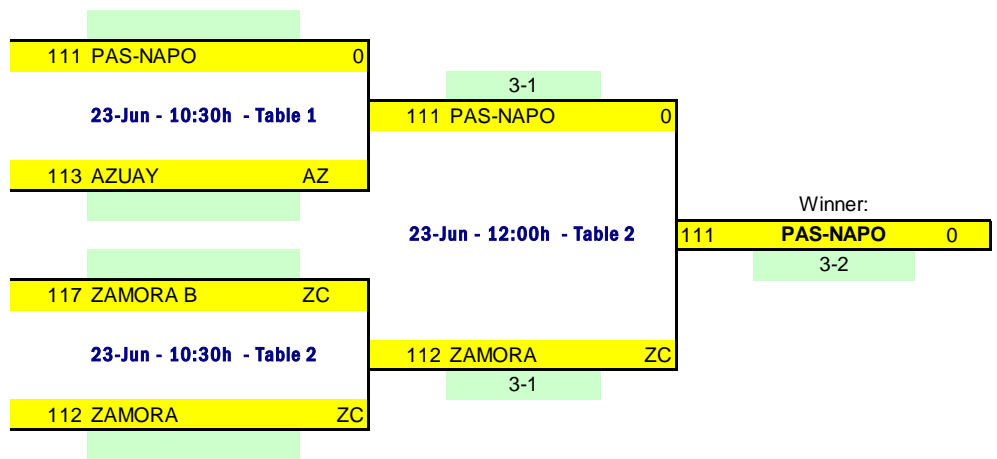 111 PAS-NAPO 0
23-Jun - 10:30h - Table 1
113 AZUAY AZ
117 ZAMORA B ZC
23-Jun - 10:30h - Table 2
112 ZAMORA ZC
3-1
111 PAS-NAPO 0
23-Jun - 12:00h - Table 2
112 ZAMORA ZC
3-1
Winner:
111 PAS-NAPO 0
3-2